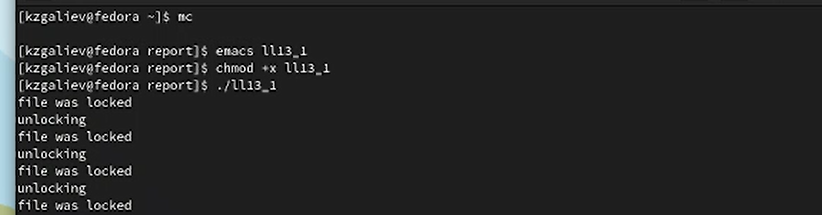 [kzgaliev@fedora ~]$ mc
[kzgaliev@fedora report]$ emacs ll13_1
[kzgaliev@fedora report]$ chmod +x ll13_1
[kzgaliev@fedora report]$ ./ll13_1
file was locked
unlocking
file was locked
unlocking
file was locked
unlocking
file was locked